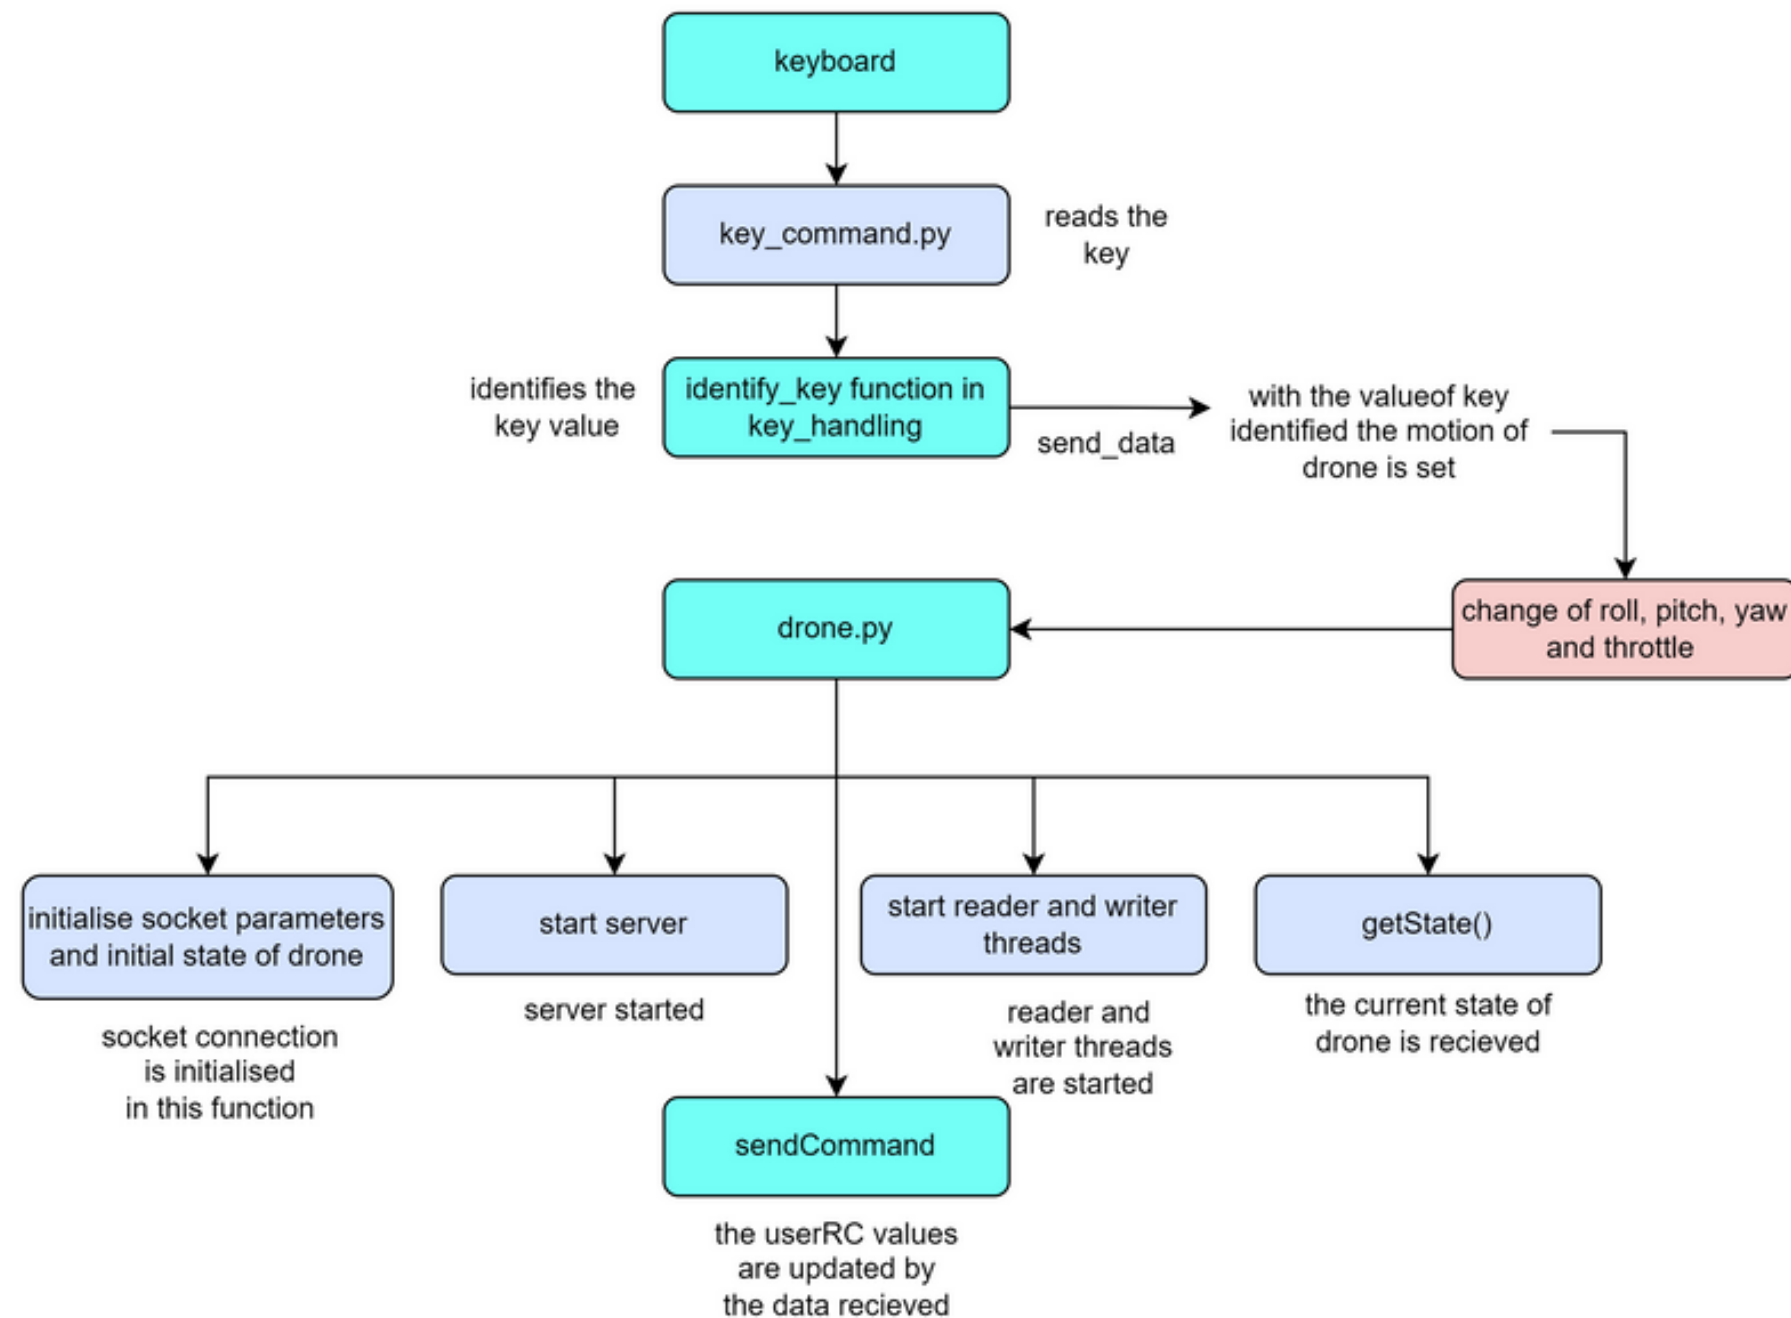 keyboard
key_command.py
reads the
key
identifies the
key value
identify_key function in
key_handling
send_data
with the valueof key
identified the motion of
drone is set
change of roll, pitch, yaw
and throttle
drone.py
initialise socket parameters
and initial state of drone
socket connection
is initialised
in this function
start server
server started
start reader and writer
threads
reader and
writer threads
are started
getState()
the current state of
drone is recieved
sendCommand
the userRC values
are updated by
the data recieved